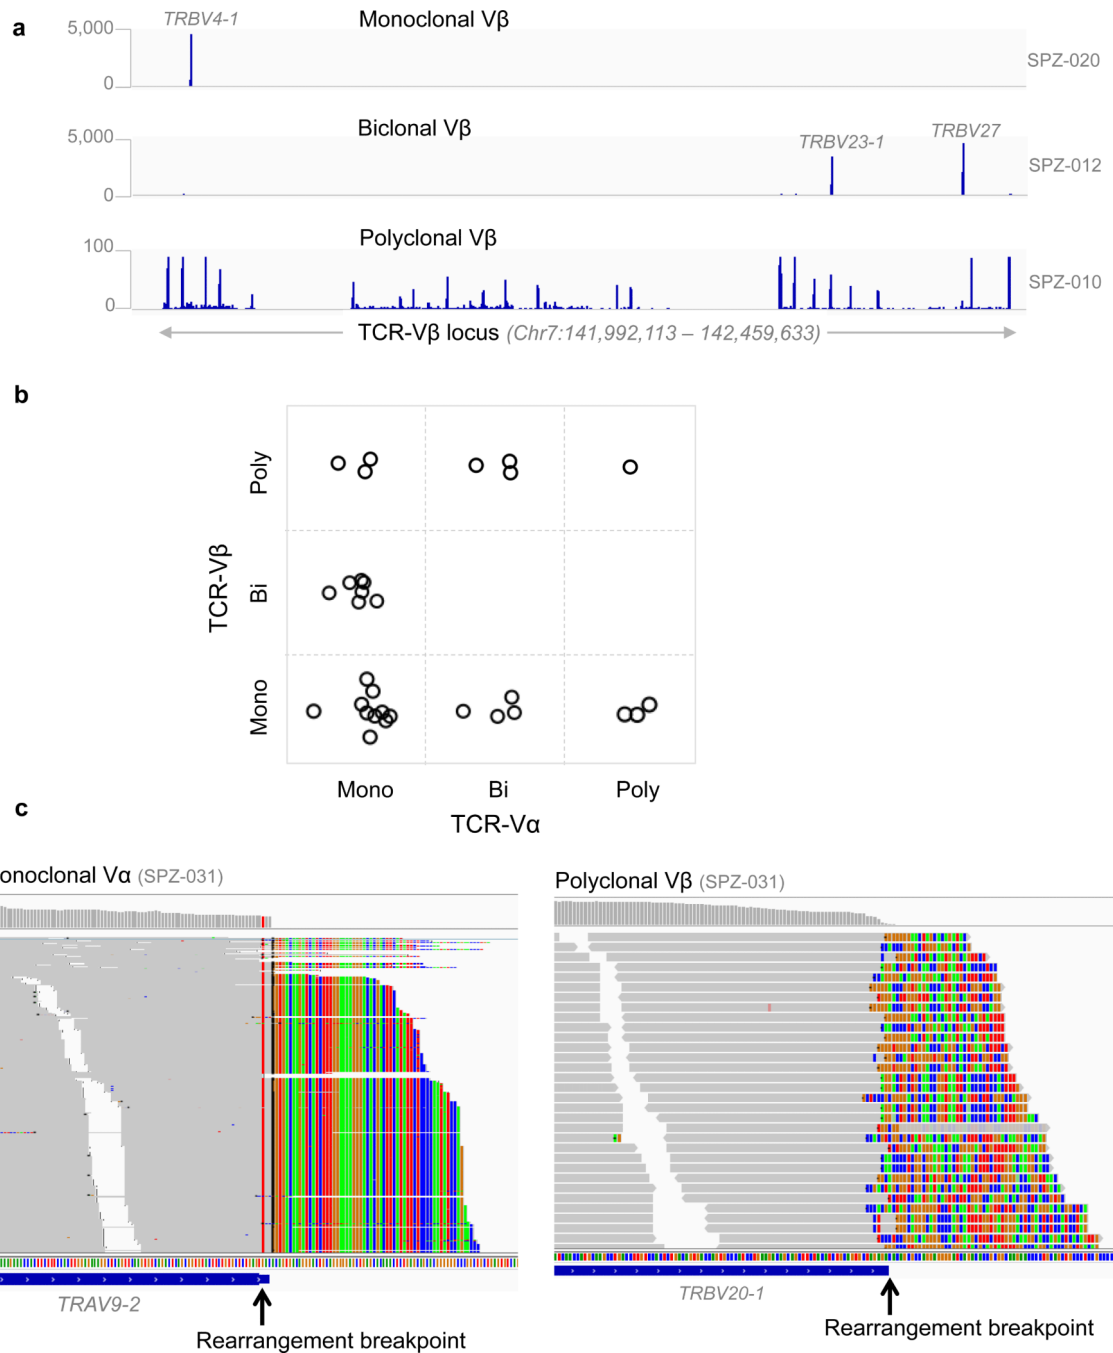 a
TRBV4-1
Monoclonal Vβ
5,000
0
SPZ-020
Biclonal Vβ
5,000
0
TRBV23-1
TRBV27
SPZ-012
Polyclonal Vβ
100
0
SPZ-010
TCR-Vβ locus (Chr7:141,992,113 – 142,459,633)
b
TCR-Vβ
Poly
Bi
Mono
Mono Bi Poly
TCR-Vα
c
onoclonal Vα (SPZ-031)
Polyclonal Vβ (SPZ-031)
TRAV9-2
TRBV20-1
Rearrangement breakpoint
Rearrangement breakpoint